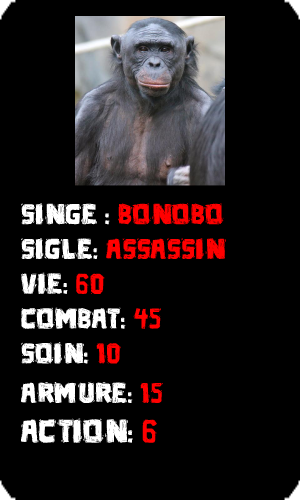 SINGE : BONOBO
SIGLE: ASSASSIN
VIE: 60
COMBAT: 45
SOIN: 10
ARMURE: 15
ACTION: 6